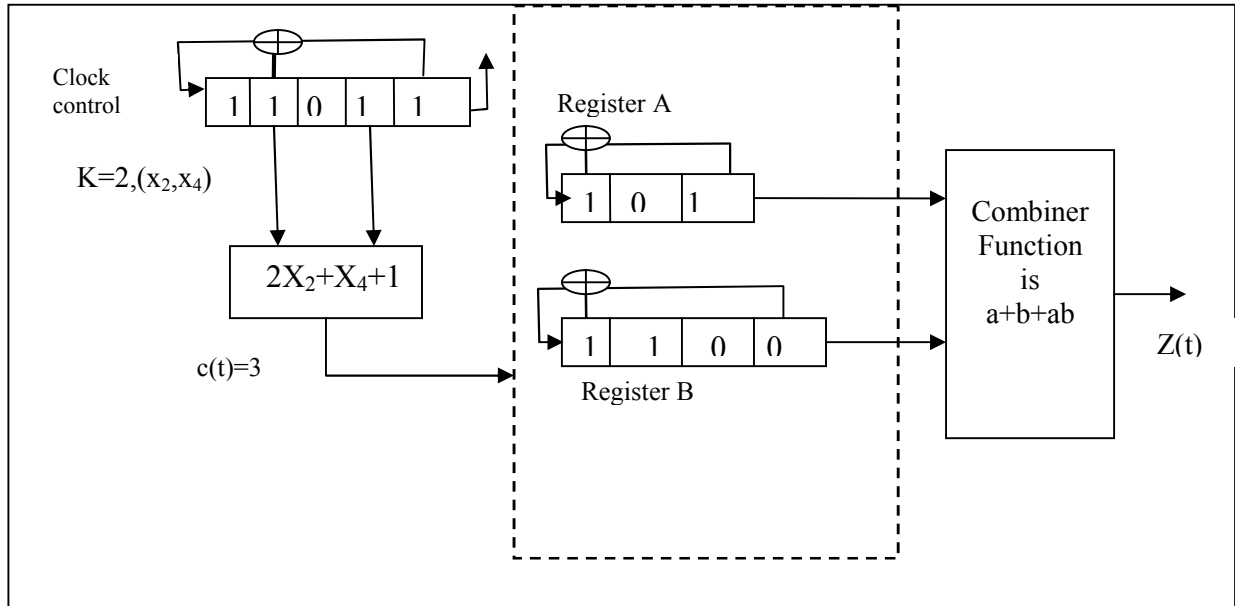 Clock
control
1 1 0 1 1
K=2,(x₂,x₄)
2X₂+X₄+1
c(t)=3
Register A
1 0 1
1 1 0 0
Register B
Combiner
Function
is
a+b+ab
Z(t)